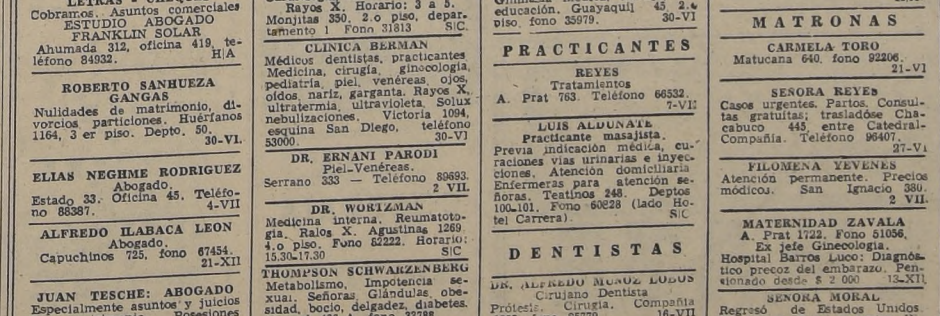 Cobramos. Asuntos comerciales
ESTUDIO ABOGADO
FRANKLIN SOLAR
Ahumada 312, oficina 419, te-
léfono 84932. H|A
ROBERTO SANHUEZA
GANGAS
Nulidades de matrimonio, di-
vorcios, particiones. Huérfanos
1164, 3 er piso. Depto. 50.
30-VI.
ELIAS NEGHME RODRIGUEZ
Abogado.
Estado 33. Oficina 45. Teléfo-
no 88387. 4-VII
ALFREDO ILABACA LEON
Abogado.
Capuchinos 725, fono 67454.
21-XII
JUAN TESCHE: ABOGADO
Especialmente asuntos y juicios
Rayos X. Horario: 3 a 5.
Monjitas 350, 2.o piso, depar-
tamento 1 Fono 31813 S|C.
CLINICA BERMAN
Médicos dentistas, practicantes
Medicina, cirugía, ginecología,
pediatría, piel, venéreas, ojos,
oídos, nariz, garganta. Rayos X,
ultratermia, ultravioleta, Solux
nebulizaciones. Victoria 1094,
esquina San Diego, teléfono
53000. 30-VI
DR. ERNANI PARODI
Piel-Venéreas.
Serrano 333 — Teléfono 89693.
2 VII.
DR. WORTZMAN
Medicina interna. Reumatolo-
gía. Raíos X. Agustinas 1269
4.o piso. Fono 82222. Horario:
15.30-17.30 S|C
THOMPSON SCHWARZENBERG
Metabolismo, Impotencia se-
xual. Señoras. Glándulas, obe-
sidad, bocio, delgadez, diabetes.
educación. Guayaquil 45, 2.o
piso, fono 35979. 30-VI
PRACTICANTES
REYES
Tratamientos
A. Prat 763. Teléfono 66532.
7-VII
LUIS ALDUNATE
Practicante masajista.
Previa indicación médica, cu-
raciones vías urinarias e inyec-
ciones. Atención domiciliaria
Enfermeras para atención se-
ñoras. Teatinos 248. Deptos
100-101. Fono 60828 (lado Ho-
tel Carrera). S|C
DENTISTAS
DR. ALFREDO MUÑOZ LOBOS
Cirujano Dentista
Prótesis. Cirugía. Compañía
16-VII
MATRONAS
CARMELA TORO
Matucana 640, fono 92206.
21-VI
SEÑORA REYES
Casos urgentes. Partos. Consul-
tas gratuitas; trasladóse Cha-
cabuco 445, entre Catedral-
Compañía. Teléfono 96407.
27-VI
FILOMENA YEVENES
Atención permanente. Precios
módicos. San Ignacio 380.
2 VII.
MATERNIDAD ZAVALA
A. Prat 1722. Fono 51056.
Ex jefe Ginecología.
Hospital Barros Luco: Diagnós-
tico precoz del embarazo. Pen-
sionado desde $ 2 000 13-XII
SEÑORA MORAL
Regresó de Estados Unidos